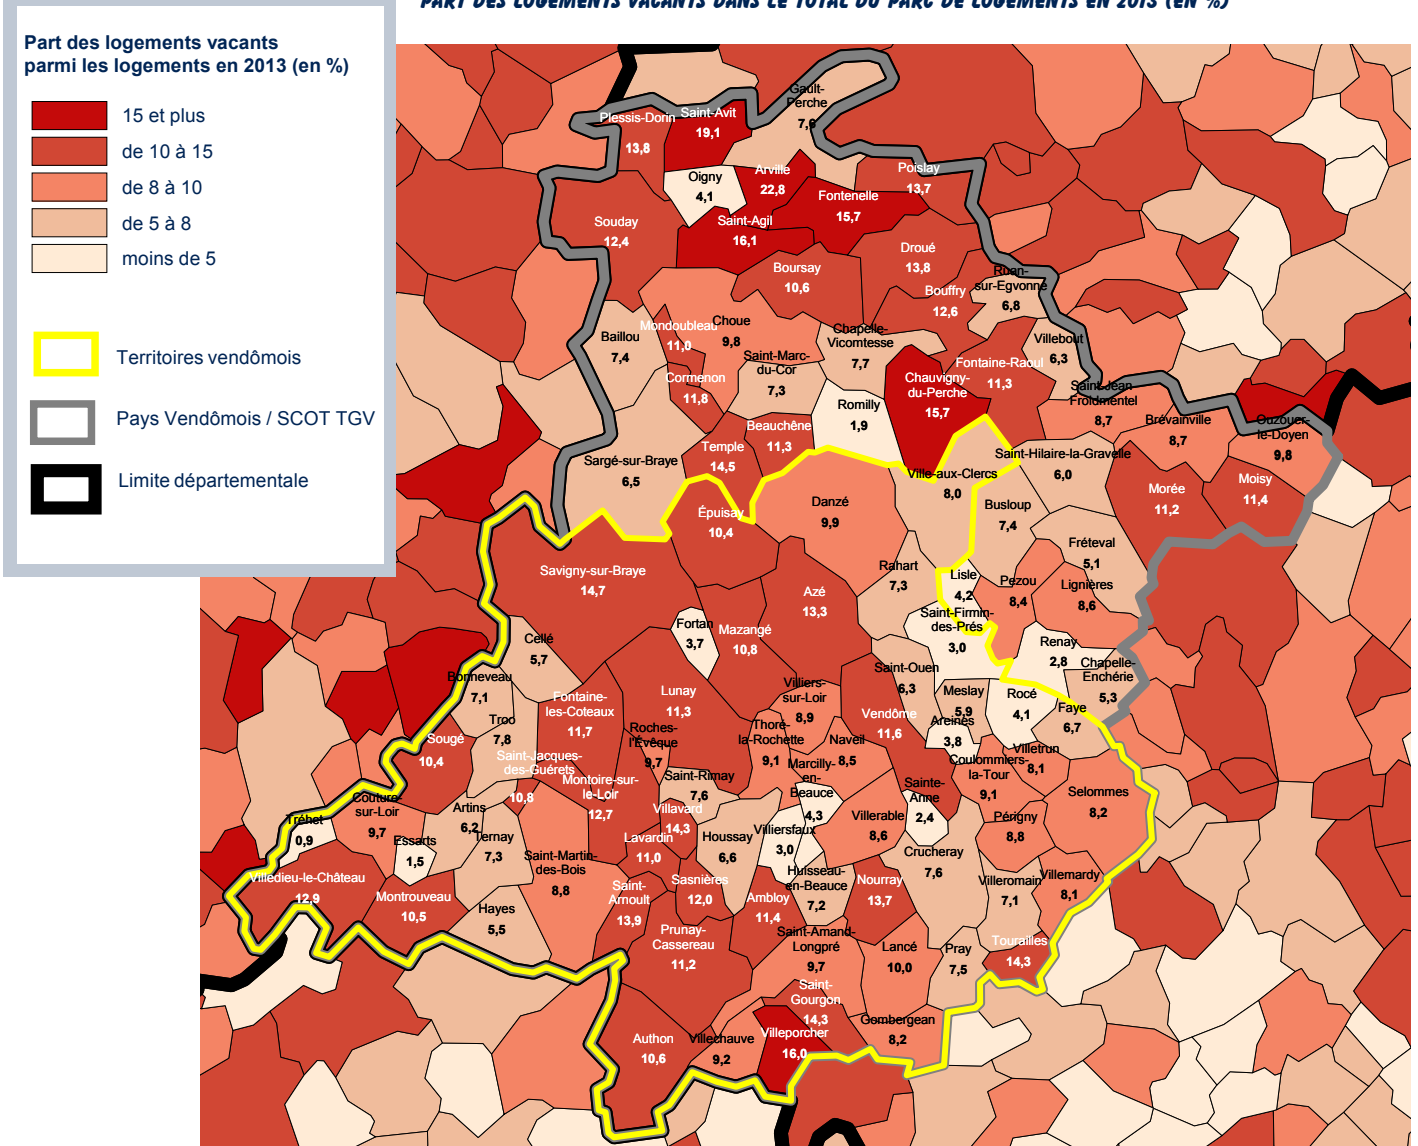 PART DES LOGEMENTS VACANTS DANS LE TOTAL DU PARC DE LOGEMENTS EN 2013 (EN %)
Part des logements vacants
parmi les logements en 2013 (en %)
15 et plus
de 10 à 15
de 8 à 10
de 5 à 8
moins de 5
Territoires vendômois
Pays Vendômois / SCOT TGV
Limite départementale
Gault-
Perche
7,6
Plessis-Dorin
13,8
Saint-Avit
19,1
Oigny
4,1
Arville
22,8
Poislay
13,7
Fontenelle
15,7
Souday
12,4
Saint-Agil
16,1
Droué
13,8
Boursay
10,6
Bouffry
12,6
Ruan-
sur-Egvonne
6,8
Baillou
7,4
Mondoubleau
11,0
Choue
9,8
Chapelle-
Vicomtesse
7,7
Villebout
6,3
Saint-Marc-
du-Cor
7,3
Cormenon
11,8
Fontaine-Raoul
11,3
Chauvigny-
du-Perche
15,7
Saint-Jean
Froidmentel
8,7
Romilly
1,9
Brévainville
8,7
Ouzouer-
le-Doyen
9,8
Beauchêne
11,3
Temple
14,5
Sargé-sur-Braye
6,5
Saint-Hilaire-la-Gravelle
6,0
Ville-aux-Clercs
8,0
Morée
11,2
Moisy
11,4
Danzé
9,9
Busloup
7,4
Épuisay
10,4
Fréteval
5,1
Savigny-sur-Braye
14,7
Rahart
7,3
Lisle
4,2
Pezou
8,4
Lignières
8,6
Azé
13,3
Saint-Firmin-
des-Prés
3,0
Fortan
3,7
Mazangé
10,8
Cellé
5,7
Renay
2,8
Chapelle-
Enchérie
5,3
Bonneveau
7,1
Saint-Ouen
6,3
Villiers-
sur-Loir
8,9
Lunay
11,3
Fontaine-
les-Coteaux
11,7
Meslay
5,9
Rocé
4,1
Faye
6,7
Troo
7,8
Vendôme
11,6
Areines
3,8
Roches-
l'Évêque
9,7
Thoré-
la-Rochette
9,1
Naveil
8,5
Sougé
10,4
Villetrun
8,1
Saint-Jacques-
des-Guérets
10,8
Coulommiers-
la-Tour
9,1
Marcilly-
en-
Beauce
4,3
Saint-Rimay
7,6
Montoire-sur-
le-Loir
12,7
Sainte-
Anne
2,4
Selommes
8,2
Couture-
sur-Loir
9,7
Artins
6,2
Villavard
14,3
Villerable
8,6
Périgny
8,8
Tréhet
0,9
Essarts
1,5
Ternay
7,3
Lavardin
11,0
Houssay
6,6
Villiersfaux
3,0
Crucheray
7,6
Saint-Martin-
des-Bois
8,8
Villedieu-le-Château
12,9
Huisseau-
en-Beauce
7,2
Nourray
13,7
Villeromain
7,1
Villemardy
8,1
Sasnières
12,0
Saint-
Arnoult
13,9
Montrouveau
10,5
Ambloy
11,4
Hayes
5,5
Prunay-
Cassereau
11,2
Saint-Amand-
Longpré
9,7
Lancé
10,0
Pray
7,5
Tourailles
14,3
Saint-
Gourgon
14,3
Gombergean
8,2
Villeporcher
16,0
Authon
10,6
Villechauve
9,2